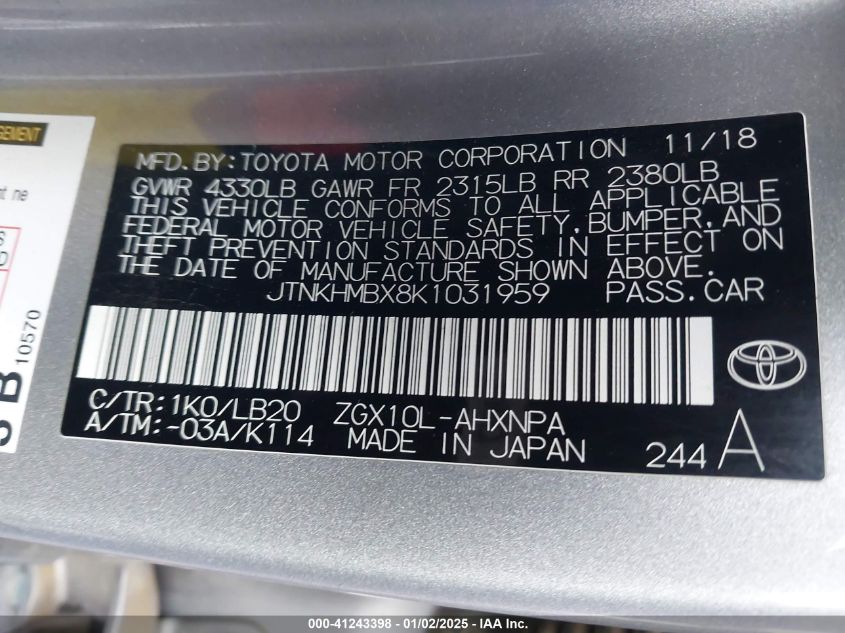 GEMENT
nt ne
S
D
B
10570
MFD. BY: TOYOTA MOTOR CORPORATION 11/18
GVWR 4330LB GAWR FR 2315LB RR 2380LB
THIS VEHICLE CONFORMS TO ALL APPLICABLE
FEDERAL MOTOR VEHICLE SAFETY, BUMPER, AND
THEFT PREVENTION STANDARDS IN EFFECT ON
THE DATE OF MANUFACTURE SHOWN ABOVE.
JTNKHMBX8K1031959 PASS. CAR
C/TR: 1K0/LB20 ZGX10L-AHXNPA
A/TM: -03A/K114 MADE IN JAPAN 244 A
000-41243398 - 01/02/2025 - IAA Inc.